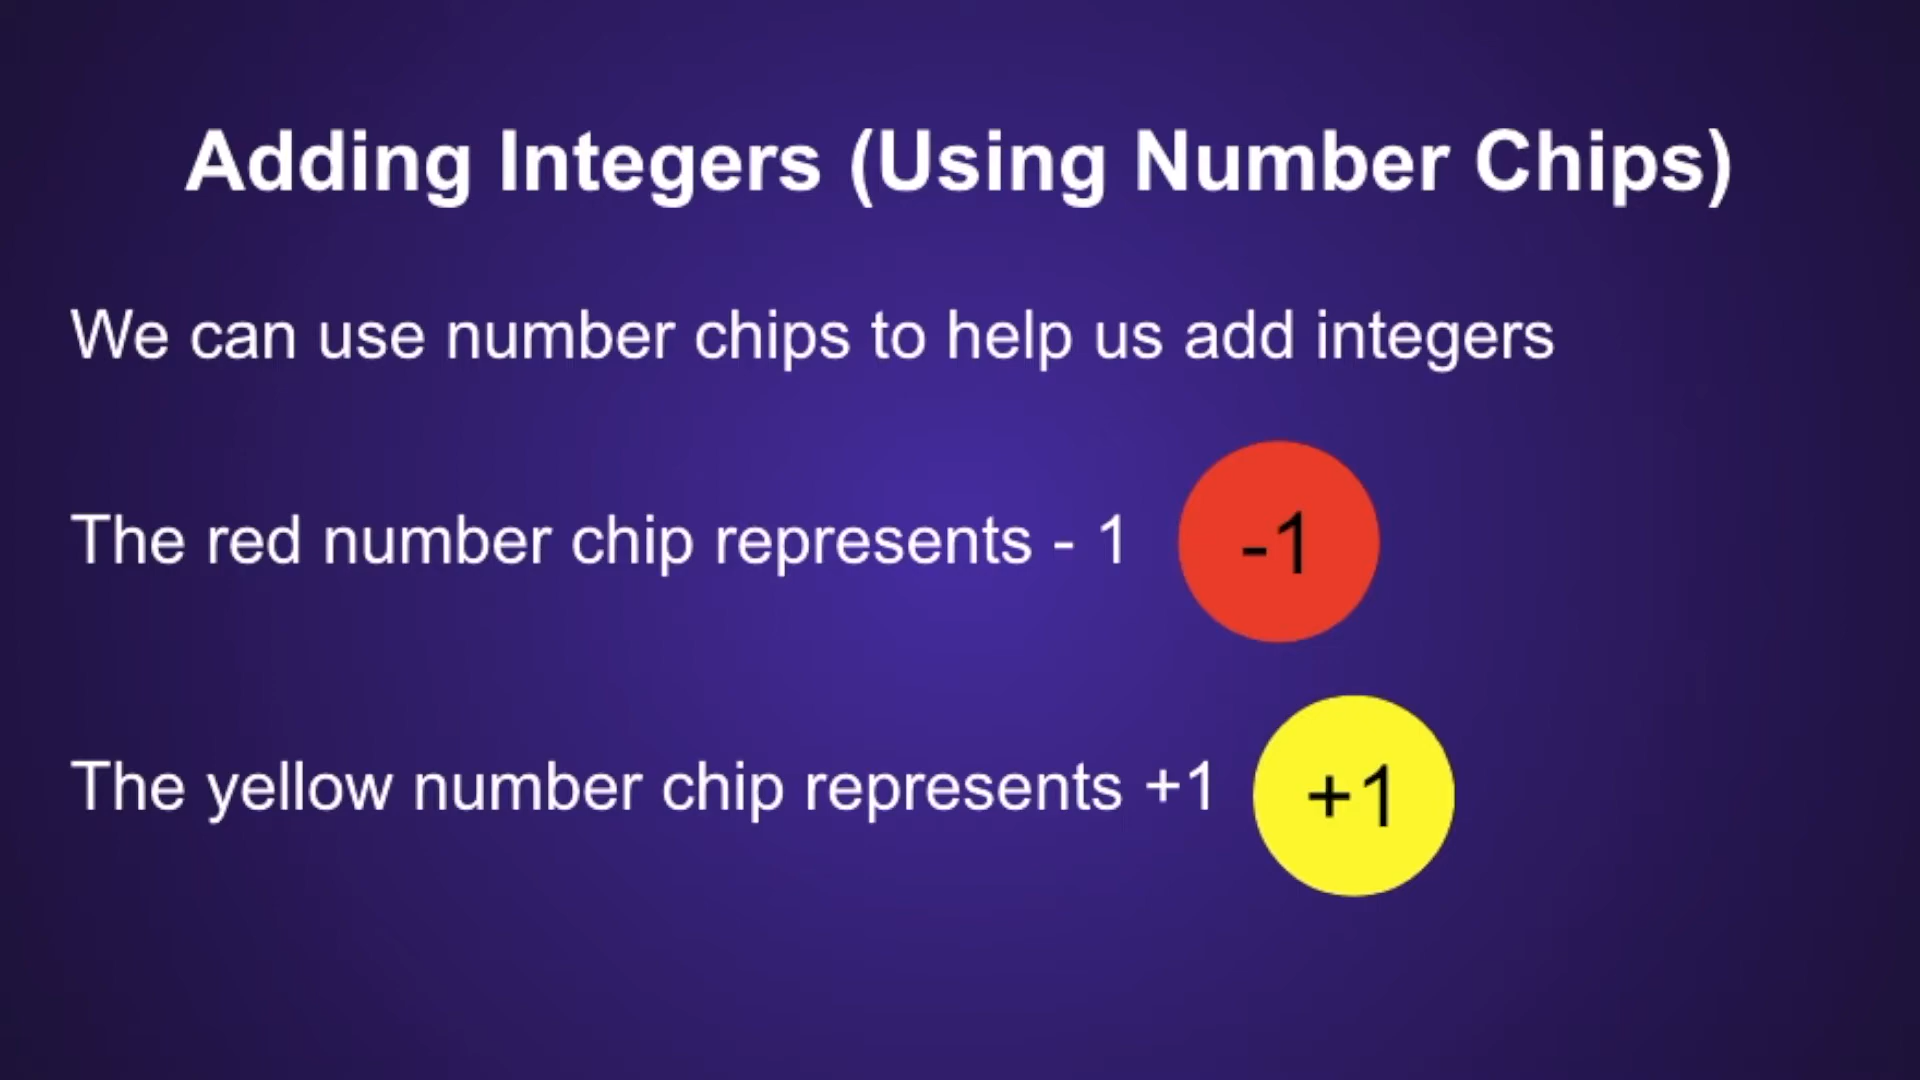 Adding Integers (Using Number Chips)
We can use number chips to help us add integers
The red number chip represents - 1
-1
The yellow number chip represents +1
+1